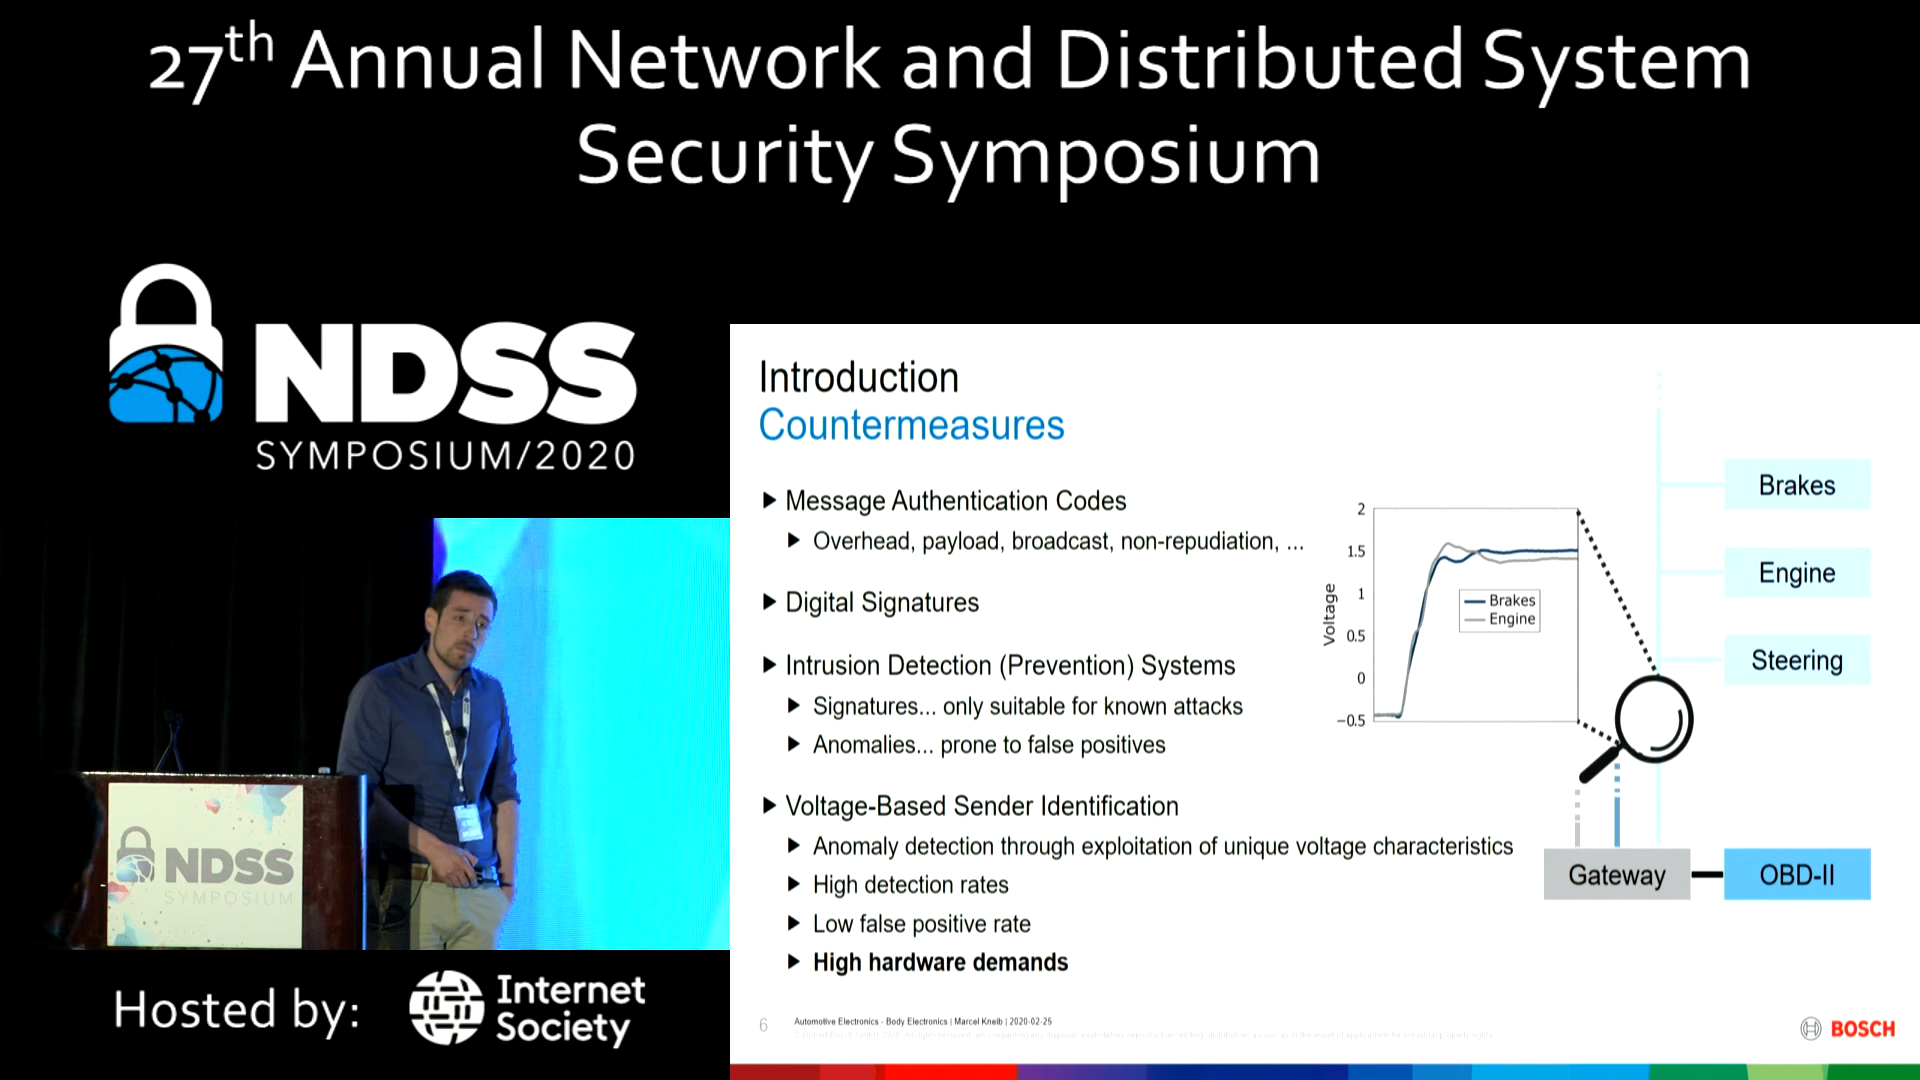 27th Annual Network and Distributed System
Security Symposium
NDSS
SYMPOSIUM/2020
Introduction
Countermeasures
Message Authentication Codes
Overhead, payload, broadcast, non-repudiation, ...
Digital Signatures
Intrusion Detection (Prevention) Systems
Signatures... only suitable for known attacks
Anomalies... prone to false positives
Voltage-Based Sender Identification
Anomaly detection through exploitation of unique voltage characteristics
High detection rates
Low false positive rate
High hardware demands
Voltage
2
1.5
1
0.5
0
−0.5
Brakes
Engine
Brakes
Engine
Steering
Gateway
OBD-II
6
Automotive Electronics - Body Electronics | Marcel Kneib | 2020-02-25
BOSCH
NDSS
SYMPOSIUM
Hosted by:
Internet
Society